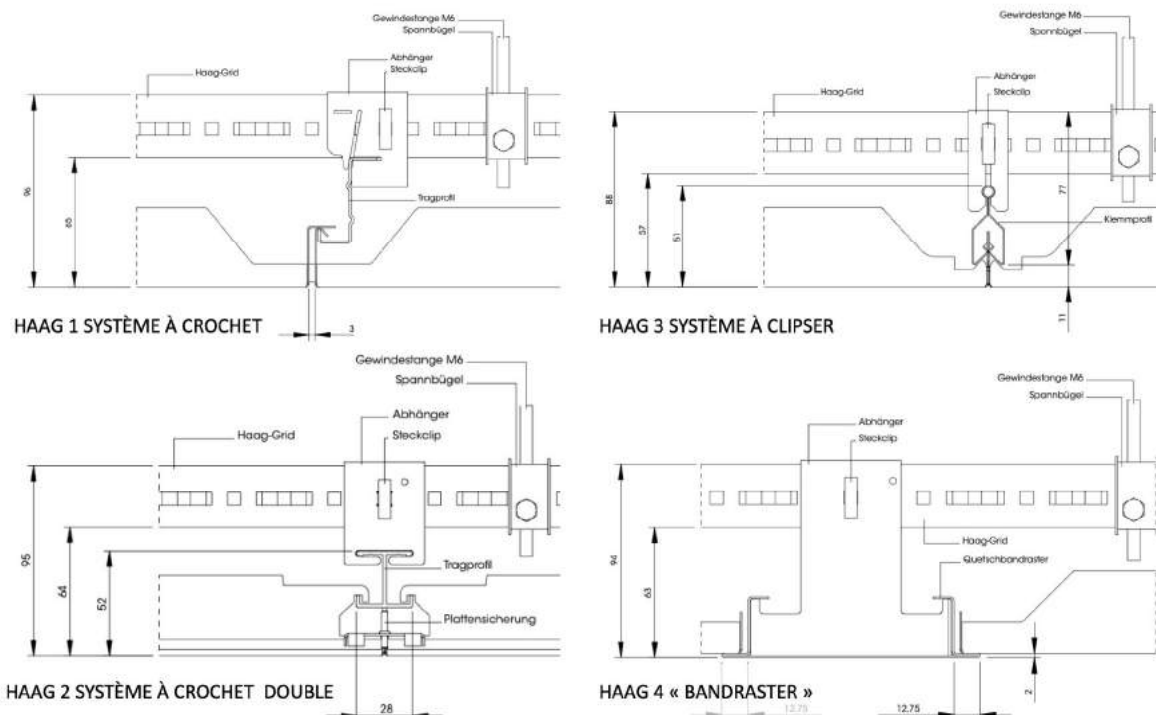 Gewindestange M6
Spannbügel
Abhänger
Steckclip
Haag-Grid
96
65
Tragprofil
3
HAAG 1 SYSTÈME À CROCHET
Gewindestange M6
Spannbügel
Abhänger
Steckclip
Haag-Grid
88
57
51
77
Klemmprofil
11
HAAG 3 SYSTÈME À CLIPSER
Gewindestange M6
Spannbügel
Abhänger
Steckclip
Haag-Grid
95
64
52
Tragprofil
Plattensicherung
28
HAAG 2 SYSTÈME À CROCHET DOUBLE
Gewindestange M6
Spannbügel
Abhänger
Steckclip
Haag-Grid
Quetschbandraster
94
63
2
12.75
12.75
HAAG 4 « BANDRASTER »